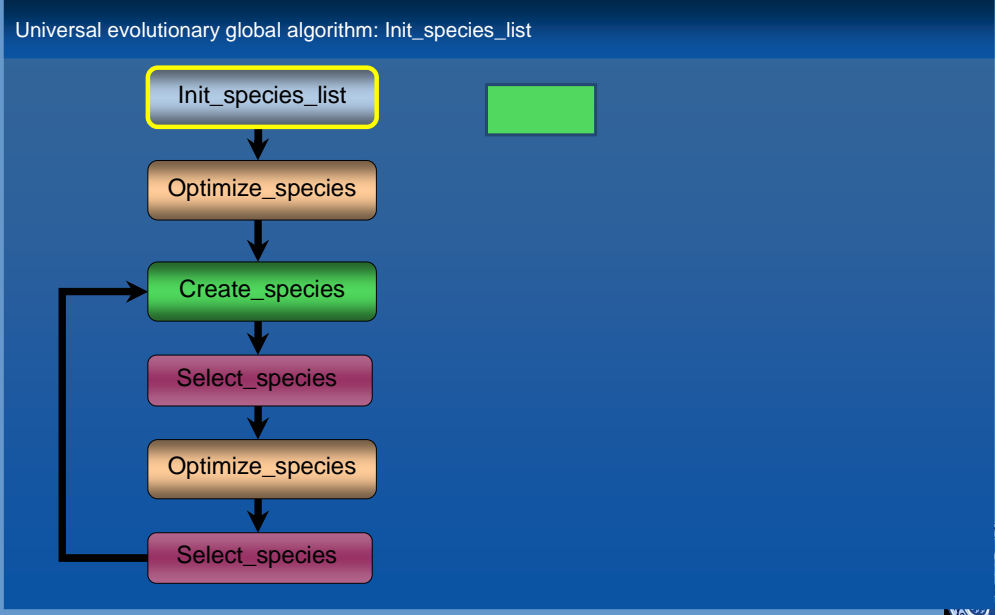 Universal evolutionary global algorithm: Init_species_list
Init_species_list
Optimize_species
Create_species
Select_species
Optimize_species
Select_species